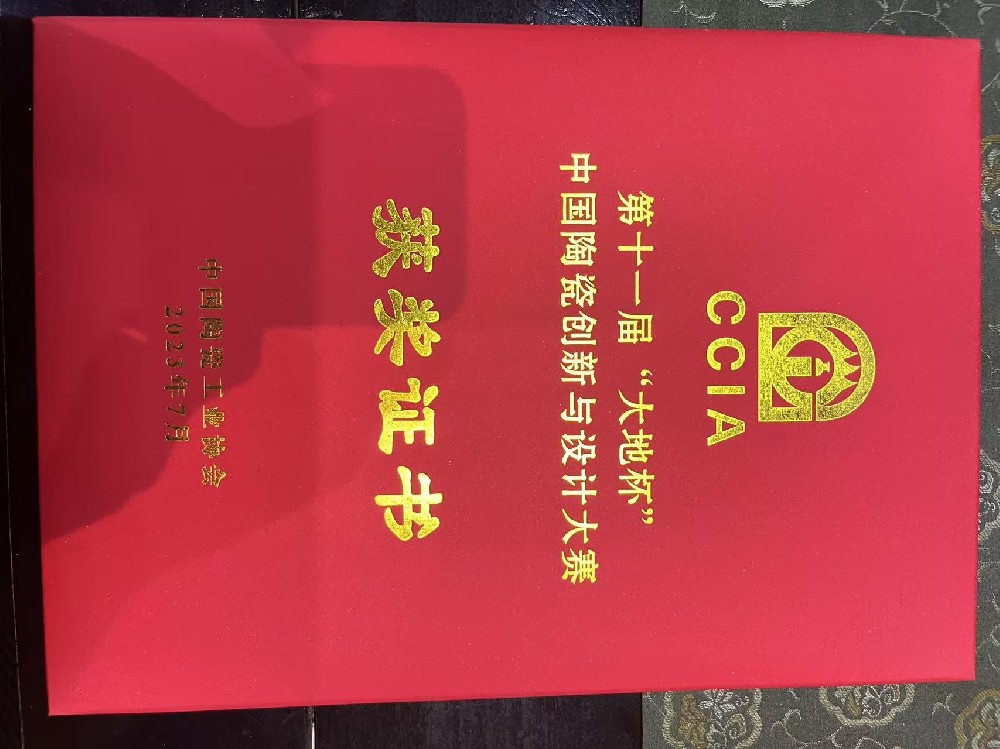 CCIA
第十一届“大地杯”
中国陶瓷创新与设计大赛
获奖证书
中国陶瓷工业协会
2023年7月